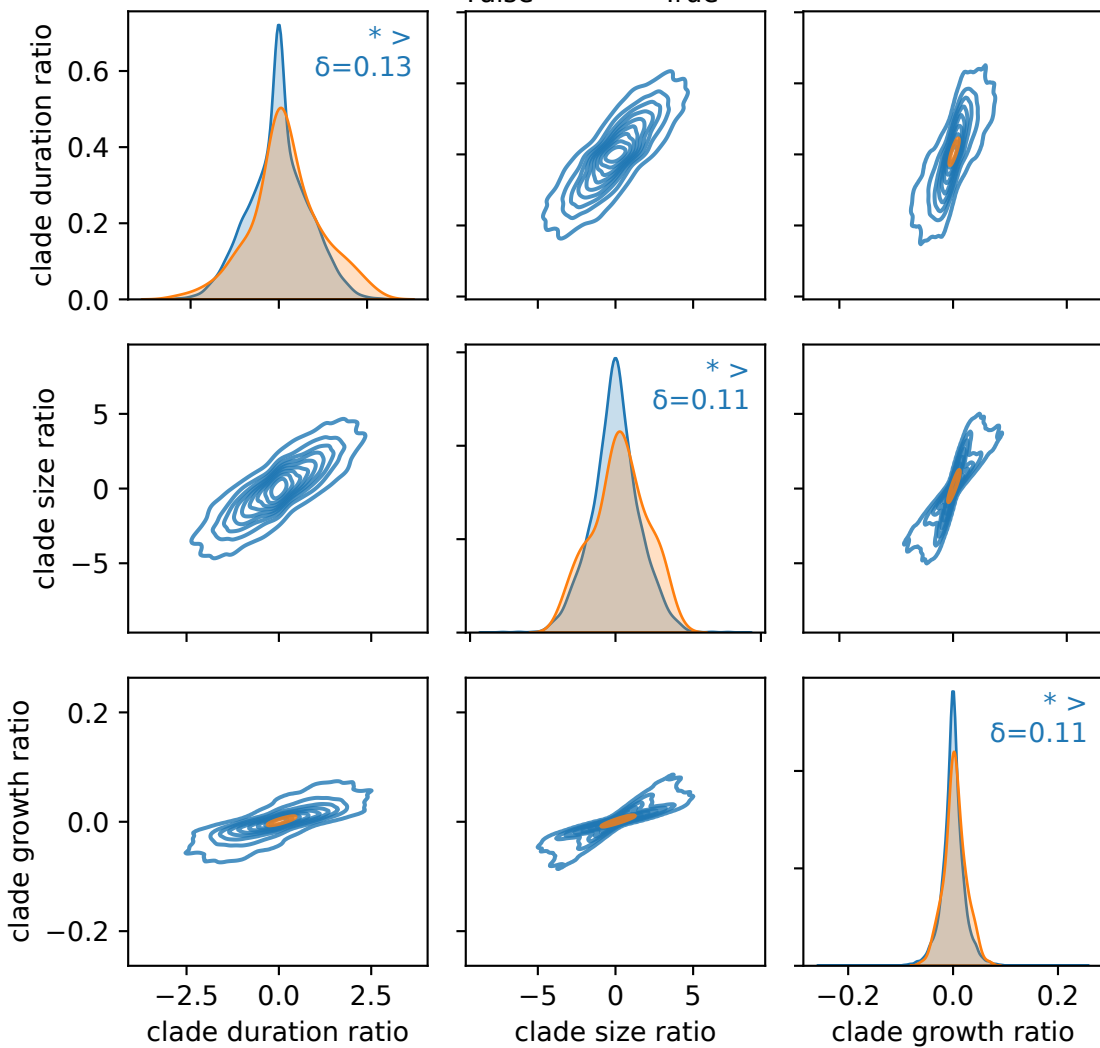 False True
clade duration ratio
0.6
0.4
0.2
0.0
* >
δ=0.13
clade size ratio
5
0
−5
* >
δ=0.11
clade growth ratio
0.2
0.0
−0.2
* >
δ=0.11
−2.5 0.0 2.5
−5 0 5
−0.2 0.0 0.2
clade duration ratio
clade size ratio
clade growth ratio